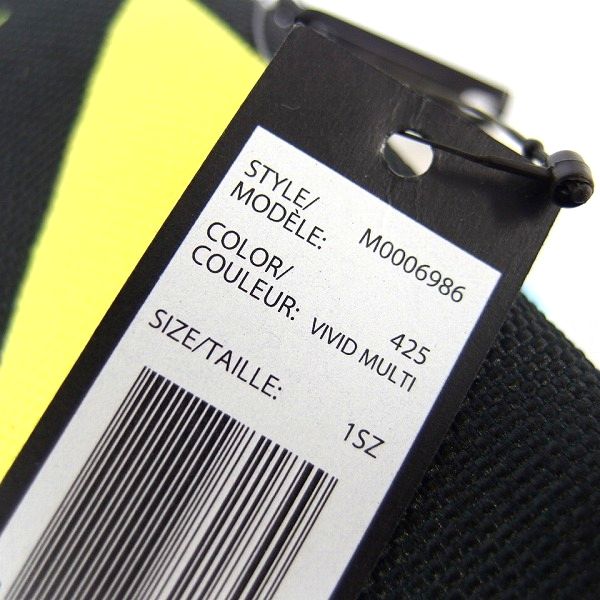 STYLE/
MODÈLE: M0006986
COLOR/ 425
COULEUR: VIVID MULTI
SIZE/TAILLE: 1SZ